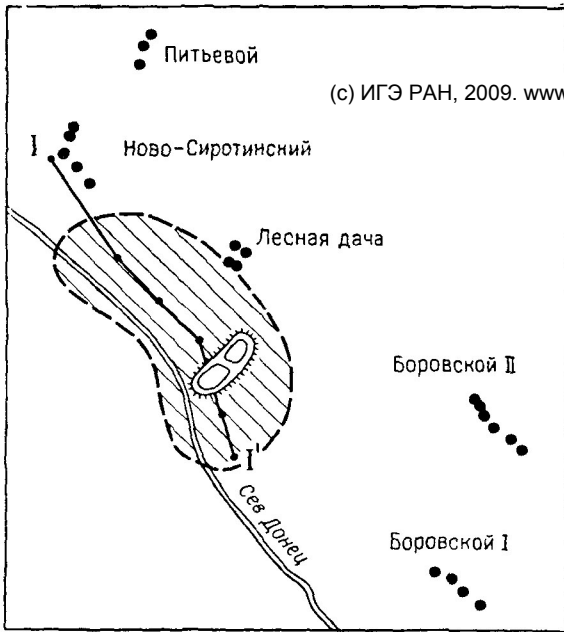 Питьевой
(с) ИГЭ РАН, 2009. www
I
Ново-Сиротинский
Лесная дача
Боровской II
I'
Сев Донец
Боровской I